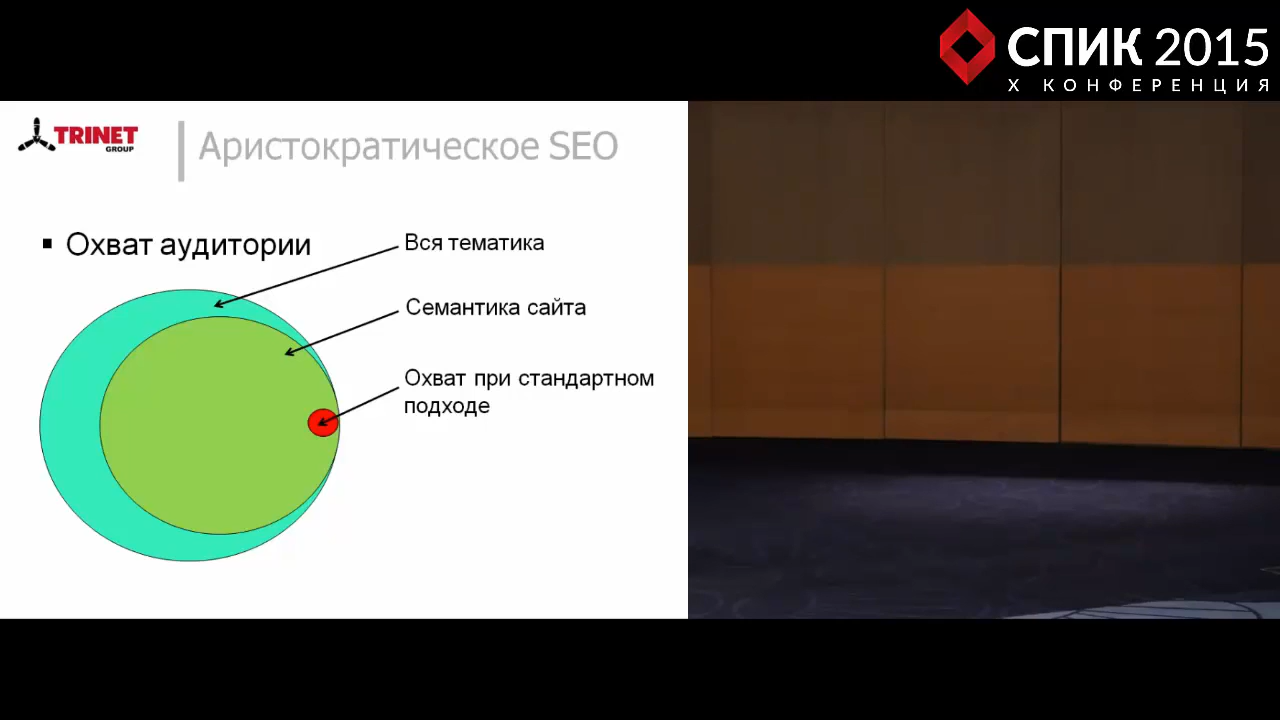 СПИК 2015
X КОНФЕРЕНЦИЯ
TRINET
GROUP
Аристократическое SEO
Охват аудитории
Вся тематика
Семантика сайта
Охват при стандартном
подходе